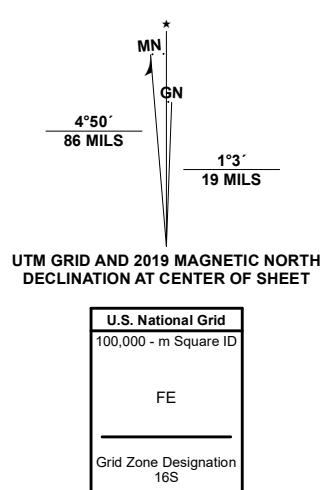 ★
MN
GN
4°50´
86 MILS
1°3´
19 MILS
UTM GRID AND 2019 MAGNETIC NORTH
DECLINATION AT CENTER OF SHEET
U.S. National Grid
100,000 - m Square ID
FE
Grid Zone Designation
16S